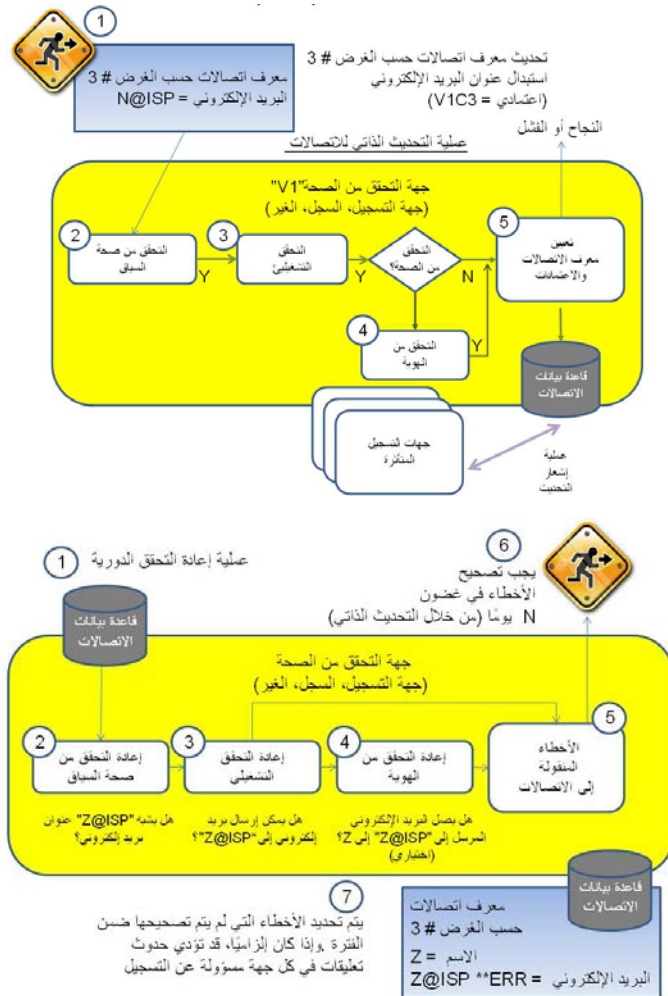 1
معرف اتصالات حسب الغرض # 3
البريد الإلكتروني = N@ISP
تحديث معرف اتصالات حسب الغرض # 3
استبدال عنوان البريد الإلكتروني
(اعتمادي = V1C3)
النجاح أو الفشل
عملية التحديث الذاتي للاتصالات
جهة التحقق من الصحة"V1"
(جهة التسجيل، السجل، الغير)
2
التحقق من صحة
السياق
Y
3
التحقق
التشغيلي
Y
التحقق
من الصحة؟
N
5
تعيين
معرف الاتصالات
والاعتمادات
4
التحقق من
الهوية
Y
قاعدة بيانات
الاتصالات
جهات التسجيل
المتأثرة
عملية
إشعار
التحديث
1
عملية إعادة التحقق الدورية
قاعدة بيانات
الاتصالات
6
يجب تصحيح
الأخطاء في غضون
N يومًا (من خلال التحديث الذاتي)
جهة التحقق من الصحة
(جهة التسجيل، السجل، الغير)
2
إعادة التحقق من
صحة السياق
3
إعادة التحقق
التشغيلي
4
إعادة التحقق من
الهوية
5
الأخطاء
المنقولة
إلى الاتصالات
هل يشبه "Z@ISP" عنوان
بريد إلكتروني؟
هل يمكن إرسال بريد
إلكتروني إلى "Z@ISP"؟
هل يصل البريد الإلكتروني
المرسل إلى "Z@ISP" إلى Z؟
(اختياري)
7
يتم تحديد الأخطاء التي لم يتم تصحيحها ضمن
الفترة .وإذا كان إلزاميًا، قد تؤدي حدوث
تعليقات في كل جهة مسؤولة عن التسجيل
قاعدة بيانات
الاتصالات
معرف اتصالات
حسب الغرض # 3
الاسم = Z
البريد الإلكتروني = Z@ISP **ERR